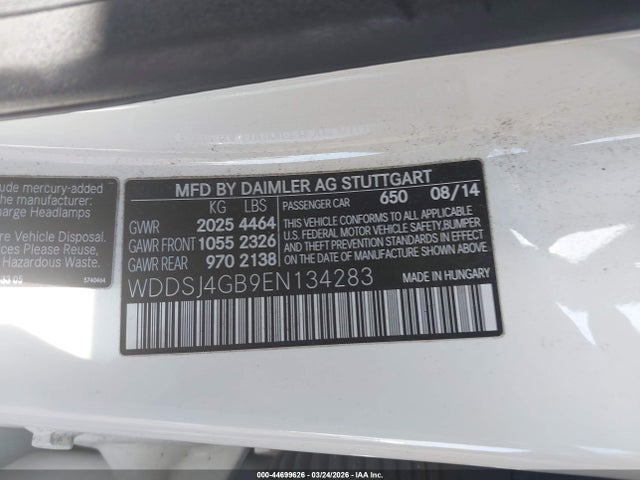 ude mercury-added
arge Headlamps
re Vehicle Disposal.
ces Please Reuse,
s Hazardous Waste.
5740464
MFD BY DAIMLER AG STUTTGART
KG LBS PASSENGER CAR 650 08/14
GVWR 2025 4464
GAWR FRONT 1055 2326
GAWR REAR 970 2138
THIS VEHICLE CONFORMS TO ALL APPLICABLE
U.S. FEDERAL MOTOR VEHICLE SAFETY,BUMPER
AND THEFT PREVENTION STANDARDS IN EFFECT
ON THE DATE OF MANUFACTURE SHOWN ABOVE.
WDDSJ4GB9EN134283 MADE IN HUNGARY
000-44699626 | 03/24/2026 | IAA Inc.